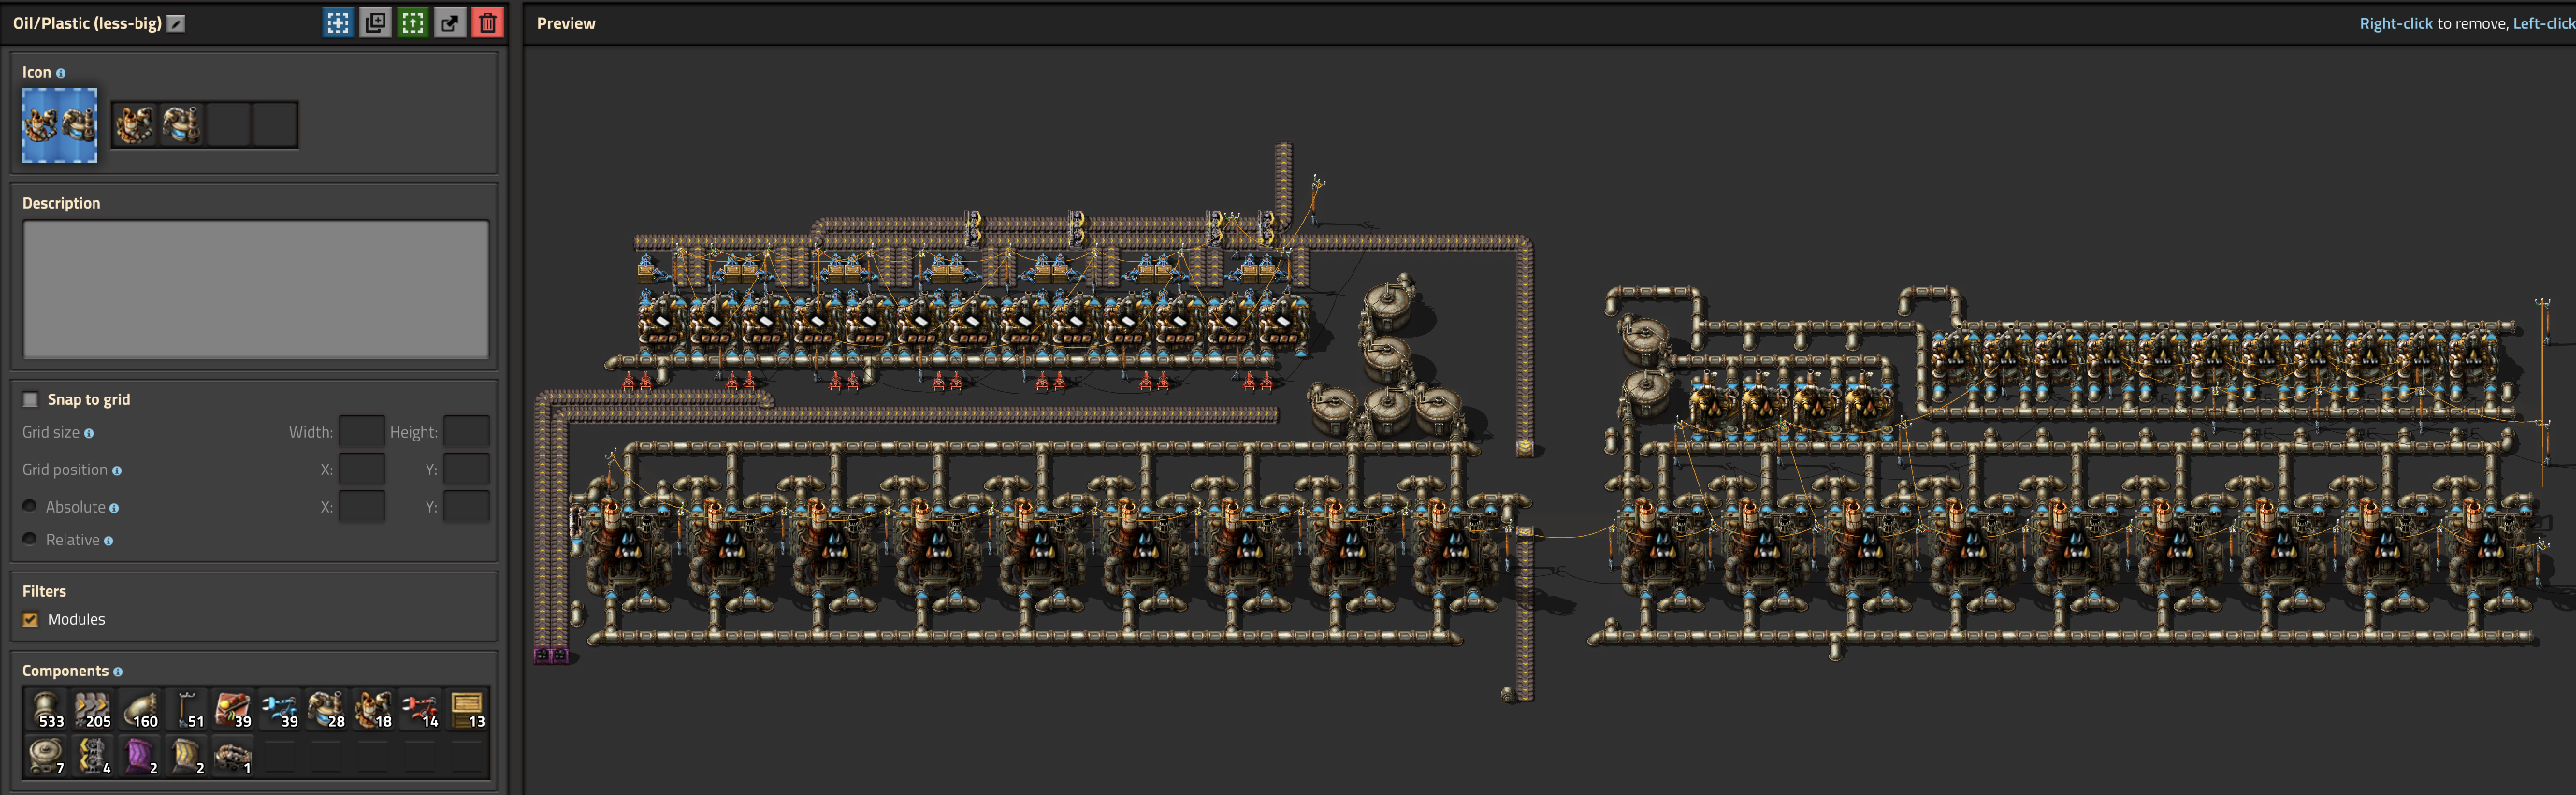 Oil/Plastic (less-big)
Preview
Right-click to remove, Left-click
Icon
Description
Snap to grid
Grid size Width: Height:
Grid position X: Y:
Absolute X: Y:
Relative
Filters
Modules
Components
533 205 160 51 39 39 28 18 14 13
7 4 2 2 1